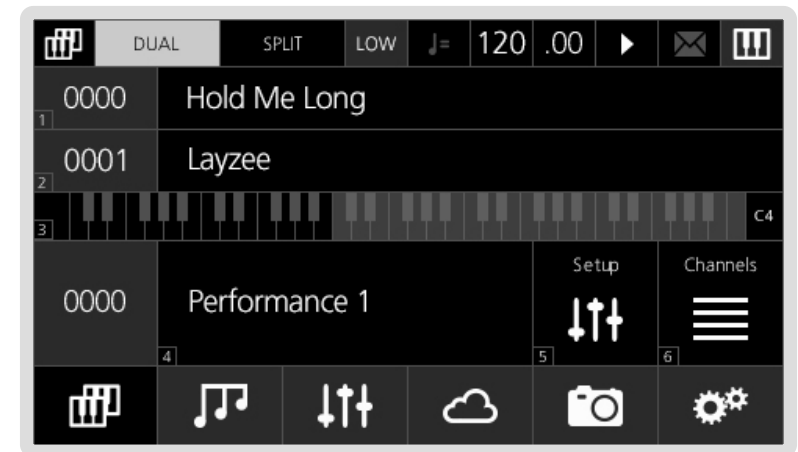 DUAL SPLIT LOW ♩= 120 .00
0000 Hold Me Long
1
0001 Layzee
2
3 C4
Setup Channels
0000 Performance 1
4 5 6